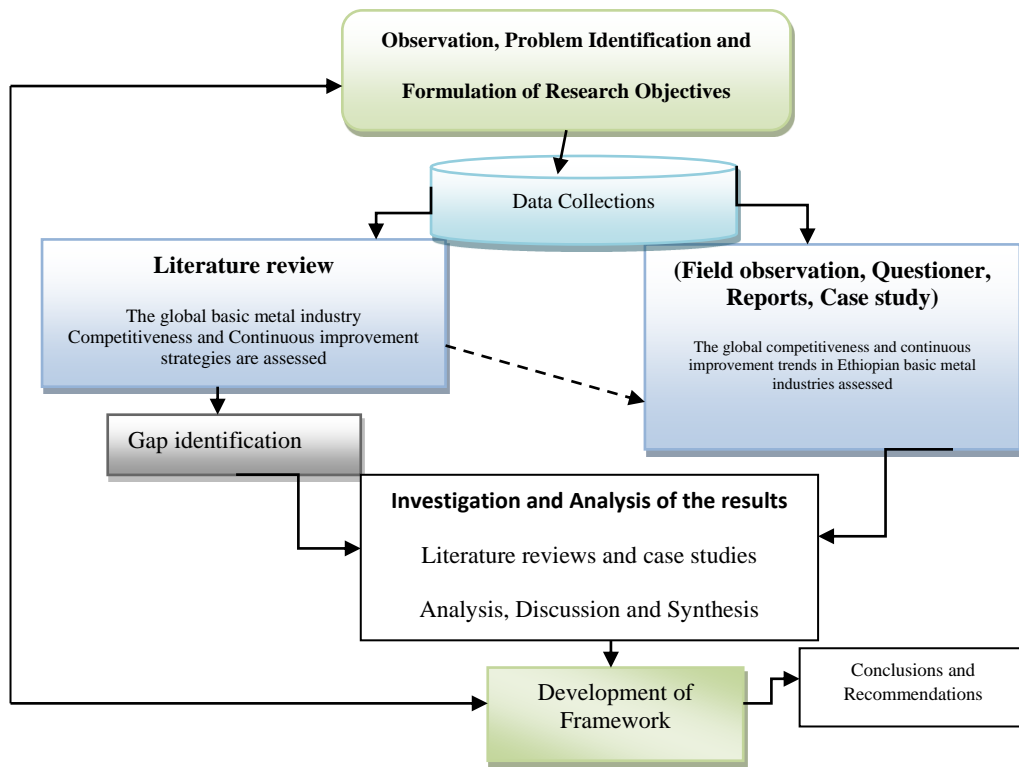 Observation, Problem Identification and
Formulation of Research Objectives
Data Collections
Literature review
The global basic metal industry
Competitiveness and Continuous improvement
strategies are assessed
(Field observation, Questioner,
Reports, Case study)
The global competitiveness and continuous
improvement trends in Ethiopian basic metal
industries assessed
Gap identification
Investigation and Analysis of the results
Literature reviews and case studies
Analysis, Discussion and Synthesis
Development of
Framework
Conclusions and
Recommendations